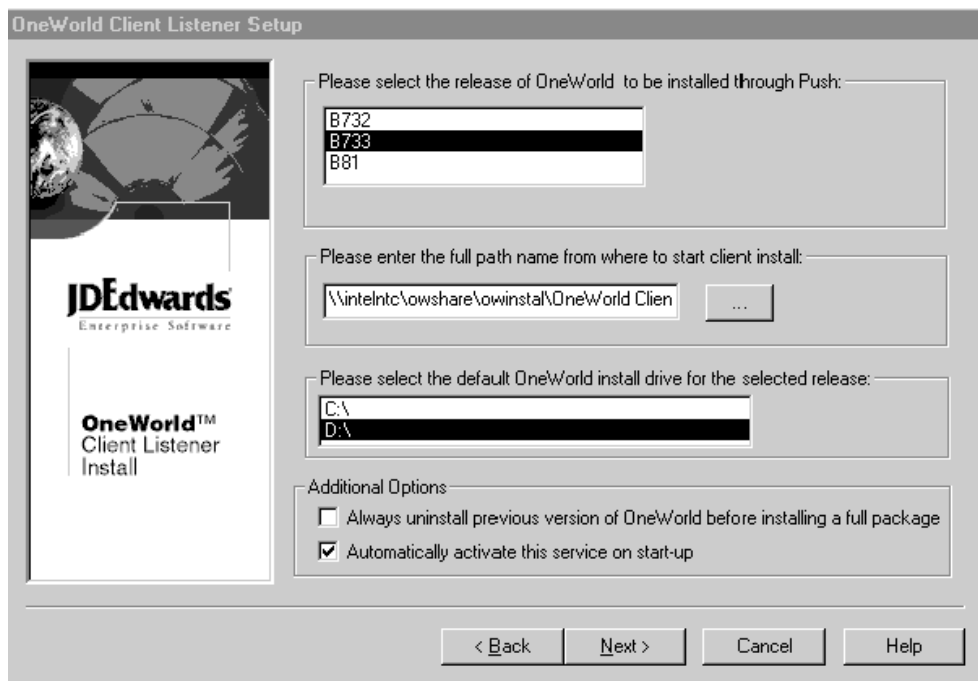 OneWorld Client Listener Setup
JDEdwards
Enterprise Software
OneWorld™
Client Listener
Install
Please select the release of OneWorld to be installed through Push:
B732
B733
B81
Please enter the full path name from where to start client install:
\\intelntc\owshare\owinstal\OneWorld Clien
...
Please select the default OneWorld install drive for the selected release:
C:\
D:\
Additional Options
Always uninstall previous version of OneWorld before installing a full package
Automatically activate this service on start-up
< Back
Next >
Cancel
Help